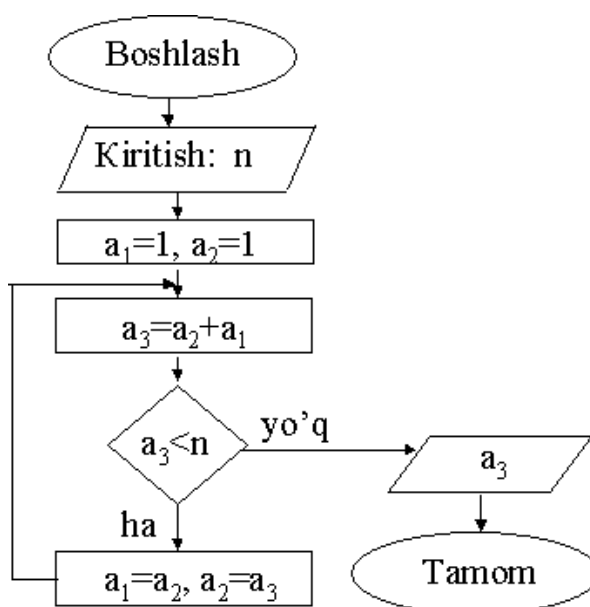 Boshlash
Kiritish: n
a₁=1, a₂=1
a₃=a₂+a₁
a₃<n
yo’q
a₃
ha
a₁=a₂, a₂=a₃
Tamom